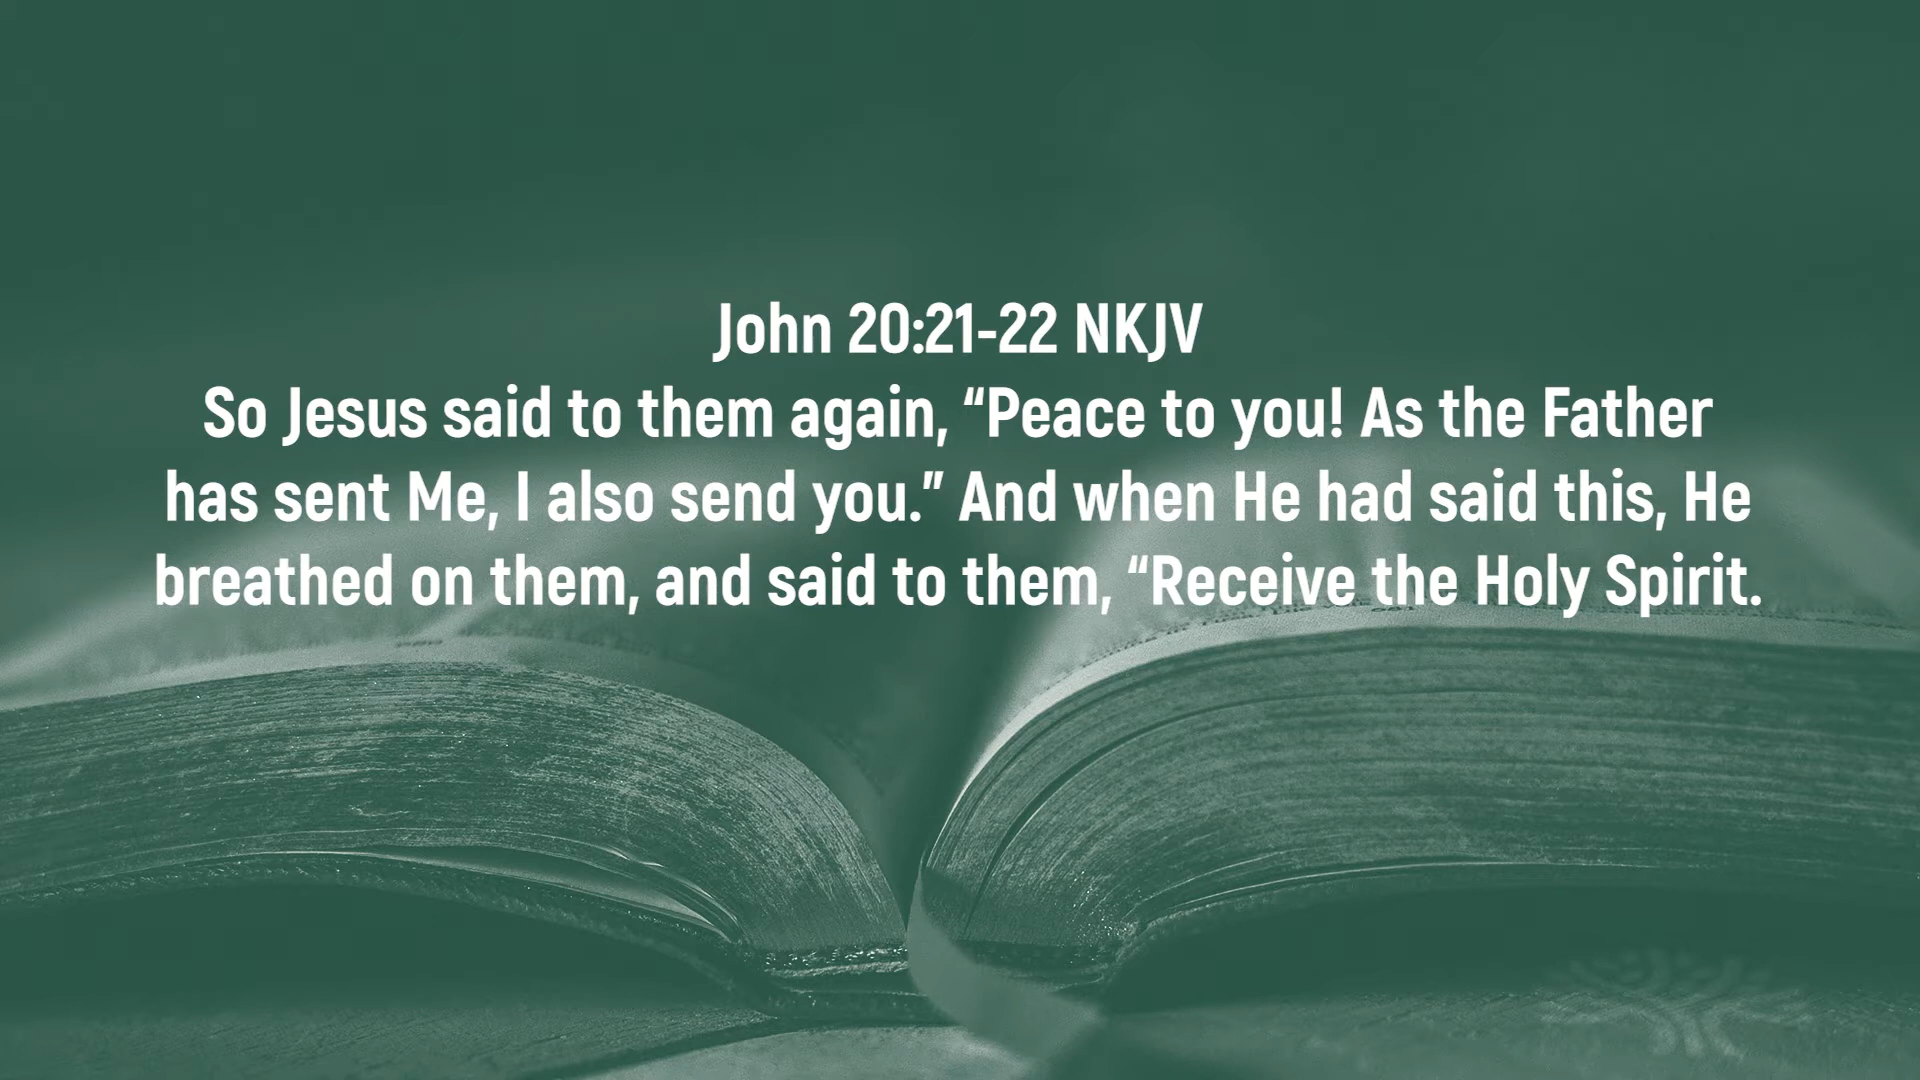 John 20:21-22 NKJV
So Jesus said to them again, “Peace to you! As the Father
has sent Me, I also send you.” And when He had said this, He
breathed on them, and said to them, “Receive the Holy Spirit.